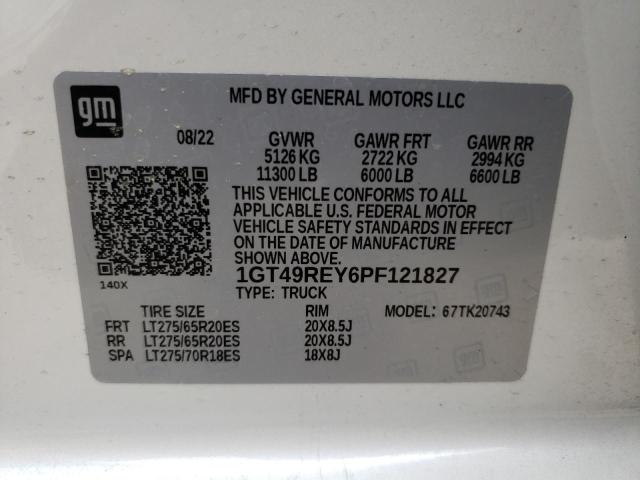 gm
MFD BY GENERAL MOTORS LLC
08/22 GVWR GAWR FRT GAWR RR
5126 KG 2722 KG 2994 KG
11300 LB 6000 LB 6600 LB
THIS VEHICLE CONFORMS TO ALL
APPLICABLE U.S. FEDERAL MOTOR
VEHICLE SAFETY STANDARDS IN EFFECT
ON THE DATE OF MANUFACTURE
SHOWN ABOVE.
140X
1GT49REY6PF121827
TYPE: TRUCK
TIRE SIZE RIM MODEL: 67TK20743
FRT LT275/65R20ES 20X8.5J
RR LT275/65R20ES 20X8.5J
SPA LT275/70R18ES 18X8J